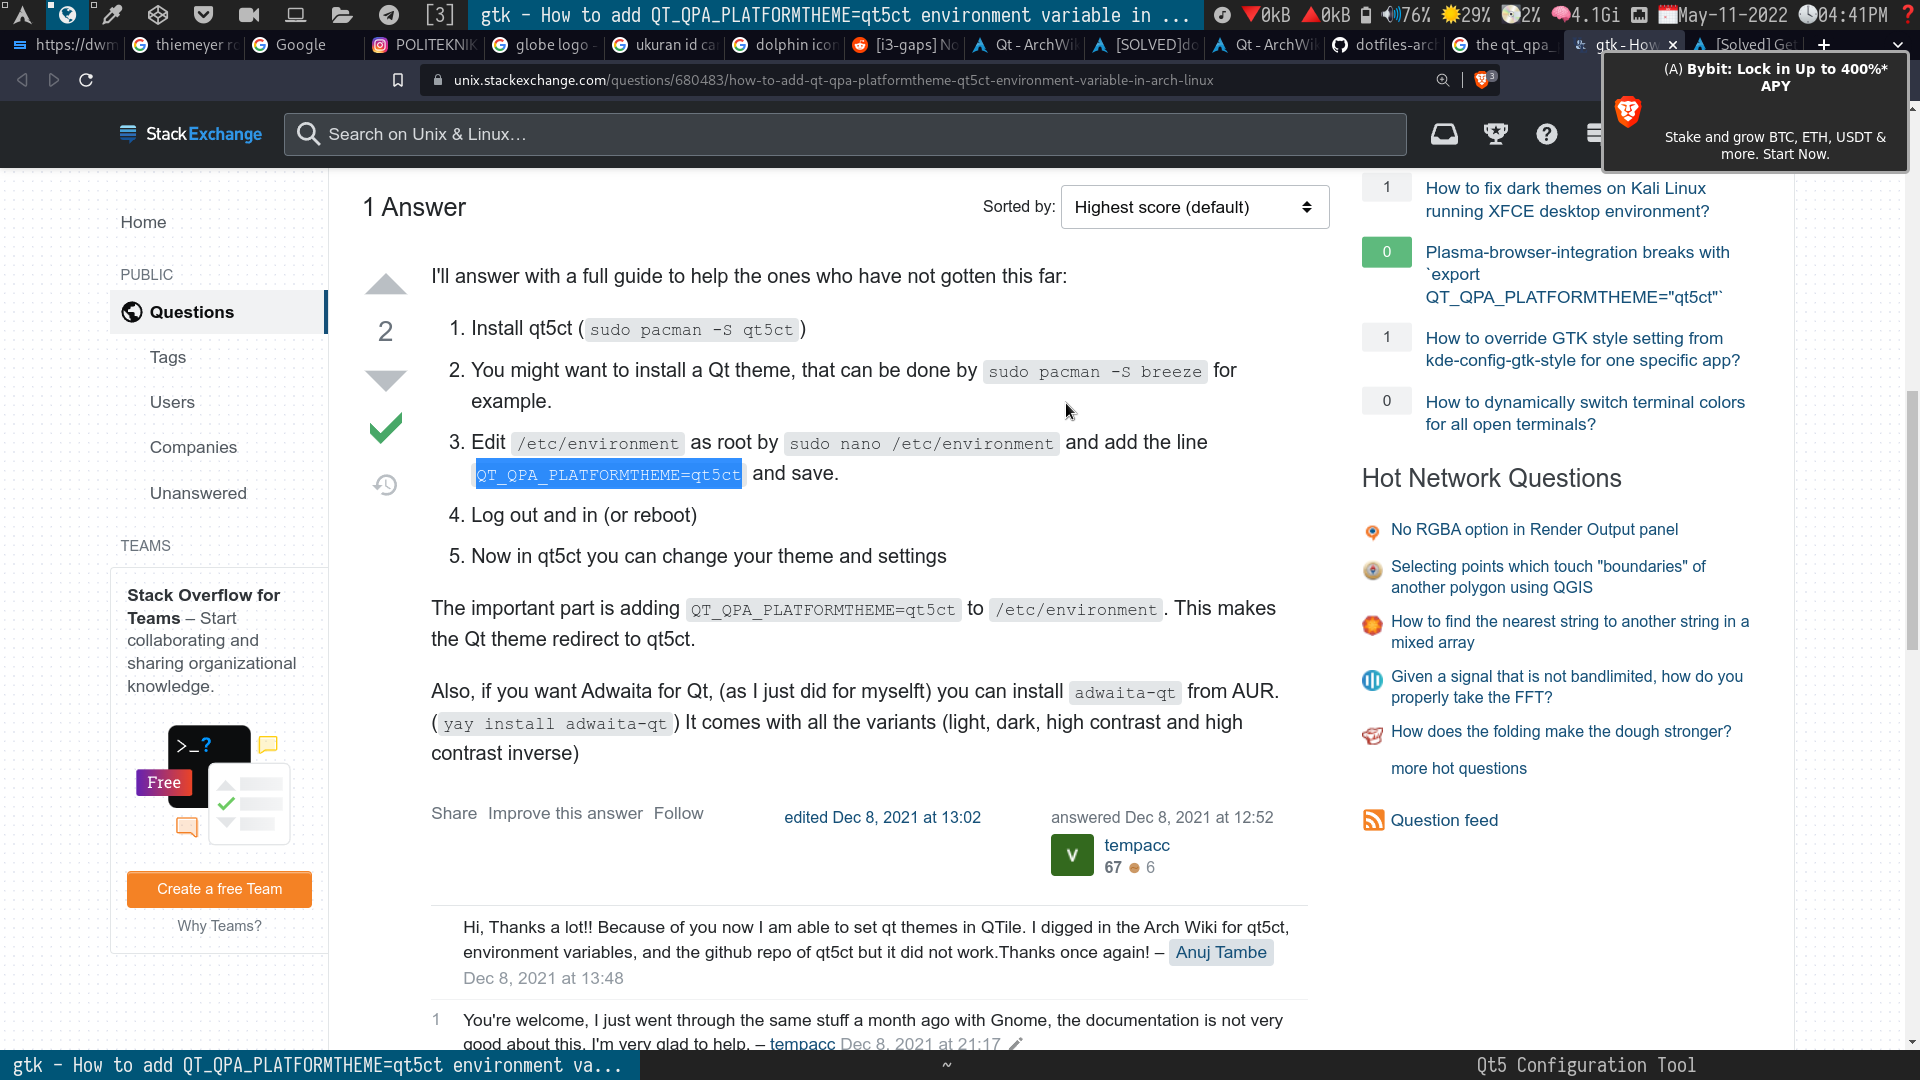 [3] gtk – How to add QT_QPA_PLATFORMTHEME=qt5ct environment variable in ... 0kB 0kB 76% 29% 2% 4.1Gi May-11-2022 04:41PM
https://dwm thiemeyer ro Google POLITEKNIK globe logo - ukuran id ca dolphin icon [i3-gaps] No Qt - ArchWik [SOLVED]do Qt - ArchWik dotfiles-arc the qt_qpa_ gtk - How [Solved] Get
unix.stackexchange.com/questions/680483/how-to-add-qt-qpa-platformtheme-qt5ct-environment-variable-in-arch-linux
3
(A) Bybit: Lock in Up to 400%*
APY
Stake and grow BTC, ETH, USDT &
more. Start Now.
StackExchange
Search on Unix & Linux…
Home
PUBLIC
Questions
Tags
Users
Companies
Unanswered
TEAMS
Stack Overflow for
Teams – Start
collaborating and
sharing organizational
knowledge.
>_?
Free
Create a free Team
Why Teams?
1 Answer
Sorted by: Highest score (default)
2
I'll answer with a full guide to help the ones who have not gotten this far:
1. Install qt5ct (sudo pacman -S qt5ct)
2. You might want to install a Qt theme, that can be done by sudo pacman -S breeze for
example.
3. Edit /etc/environment as root by sudo nano /etc/environment and add the line
QT_QPA_PLATFORMTHEME=qt5ct and save.
4. Log out and in (or reboot)
5. Now in qt5ct you can change your theme and settings
The important part is adding QT_QPA_PLATFORMTHEME=qt5ct to /etc/environment. This makes
the Qt theme redirect to qt5ct.
Also, if you want Adwaita for Qt, (as I just did for myselft) you can install adwaita-qt from AUR.
(yay install adwaita-qt) It comes with all the variants (light, dark, high contrast and high
contrast inverse)
Share Improve this answer Follow
edited Dec 8, 2021 at 13:02
answered Dec 8, 2021 at 12:52
V
tempacc
67 6
Hi, Thanks a lot!! Because of you now I am able to set qt themes in QTile. I digged in the Arch Wiki for qt5ct,
environment variables, and the github repo of qt5ct but it did not work.Thanks once again! – Anuj Tambe
Dec 8, 2021 at 13:48
1 You're welcome, I just went through the same stuff a month ago with Gnome, the documentation is not very
good about this. I'm very glad to help. – tempacc Dec 8, 2021 at 21:17
1 How to fix dark themes on Kali Linux
running XFCE desktop environment?
0 Plasma-browser-integration breaks with
`export
QT_QPA_PLATFORMTHEME="qt5ct"`
1 How to override GTK style setting from
kde-config-gtk-style for one specific app?
0 How to dynamically switch terminal colors
for all open terminals?
Hot Network Questions
No RGBA option in Render Output panel
Selecting points which touch "boundaries" of
another polygon using QGIS
How to find the nearest string to another string in a
mixed array
Given a signal that is not bandlimited, how do you
properly take the FFT?
How does the folding make the dough stronger?
more hot questions
Question feed
gtk – How to add QT_QPA_PLATFORMTHEME=qt5ct environment va... ~ Qt5 Configuration Tool